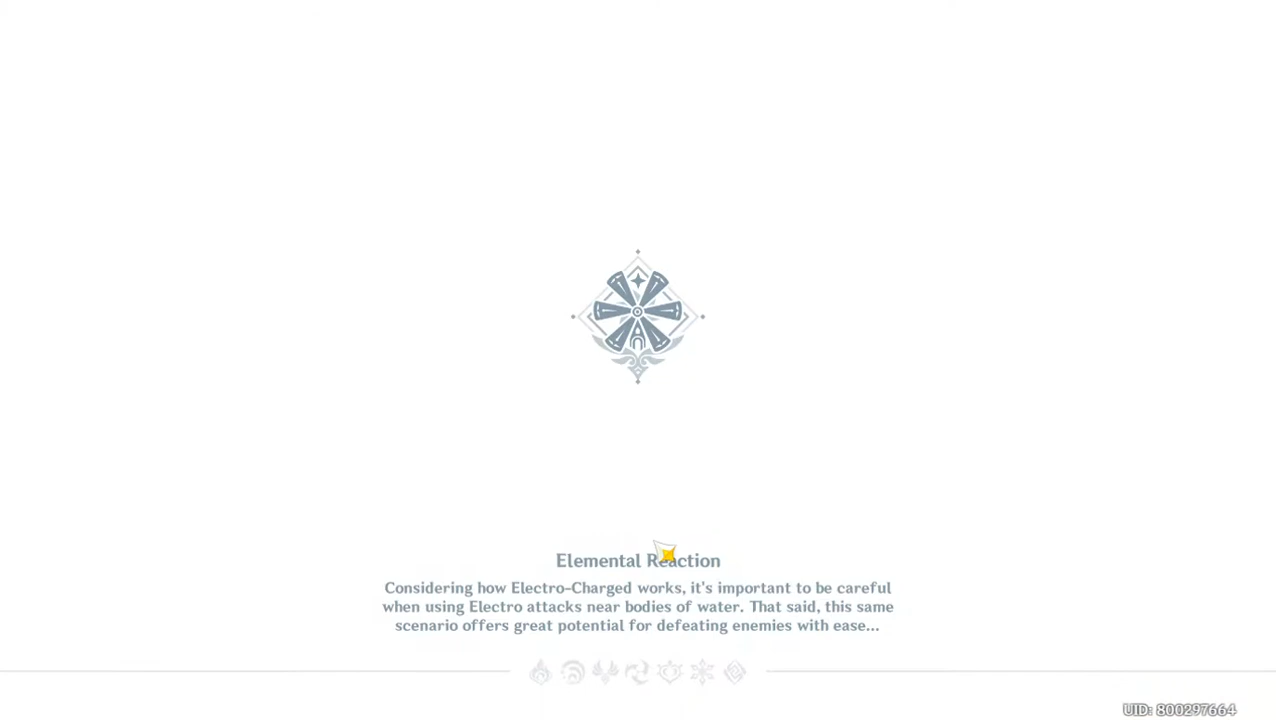 Elemental Reaction
Considering how Electro-Charged works, it's important to be careful
when using Electro attacks near bodies of water. That said, this same
scenario offers great potential for defeating enemies with ease...
UID: 800297664